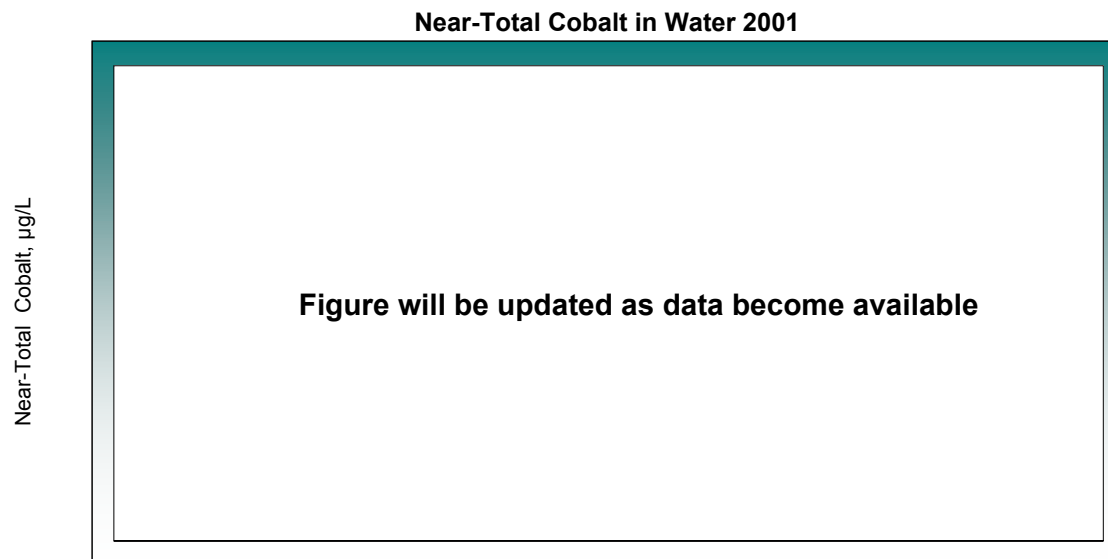 Near-Total Cobalt in Water 2001
Near-Total Cobalt, µg/L
Figure will be updated as data become available